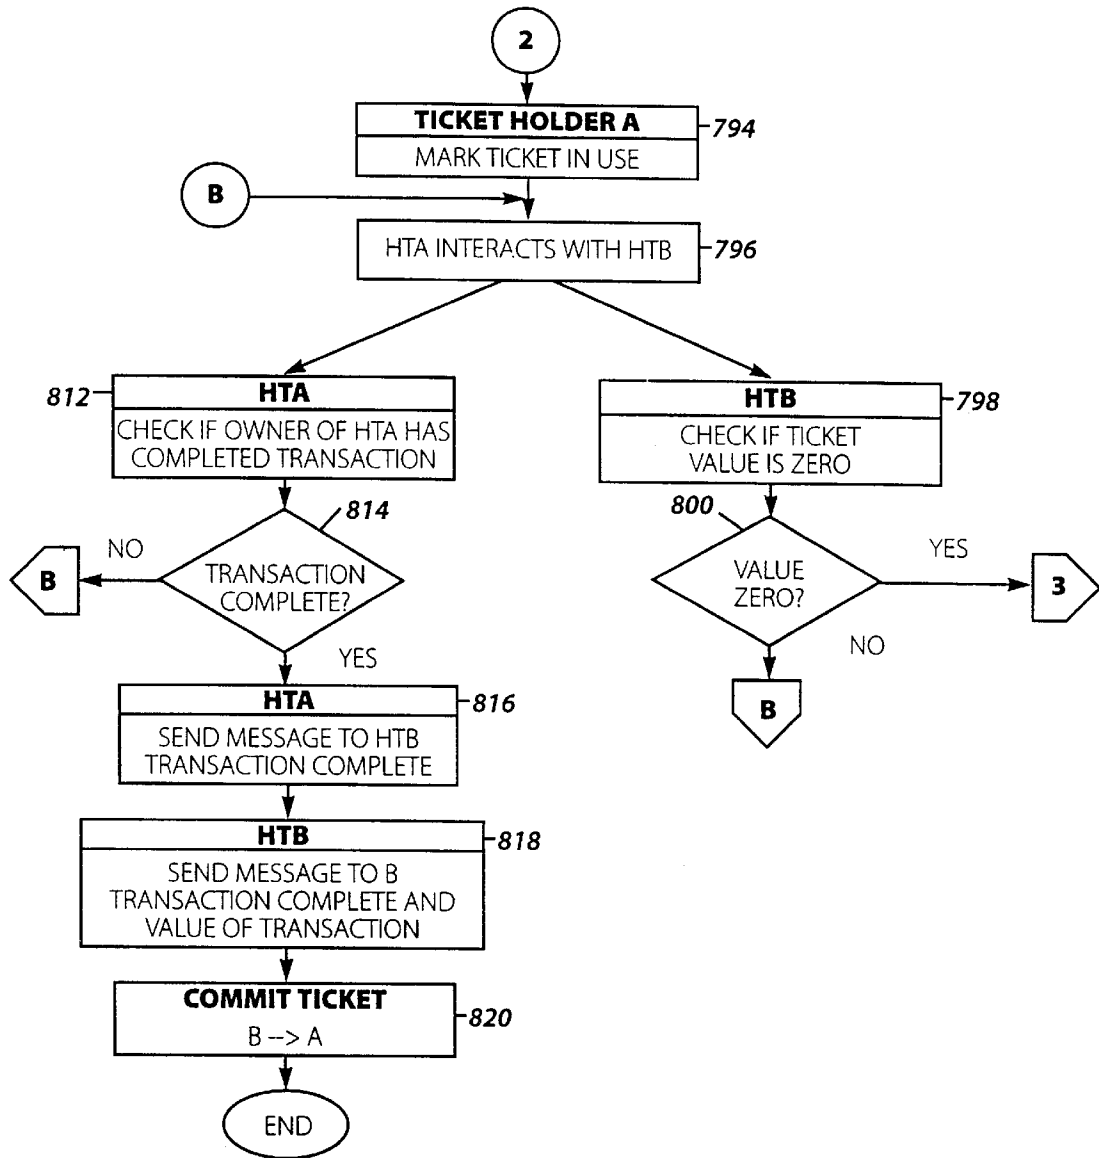 2
TICKET HOLDER A
794
MARK TICKET IN USE
B
HTA INTERACTS WITH HTB
796
812
HTA
CHECK IF OWNER OF HTA HAS
COMPLETED TRANSACTION
HTB
798
CHECK IF TICKET
VALUE IS ZERO
814
800
NO
B
TRANSACTION
COMPLETE?
YES
VALUE
ZERO?
YES
3
NO
B
HTA
816
SEND MESSAGE TO HTB
TRANSACTION COMPLETE
HTB
818
SEND MESSAGE TO B
TRANSACTION COMPLETE AND
VALUE OF TRANSACTION
COMMIT TICKET
820
B --> A
END